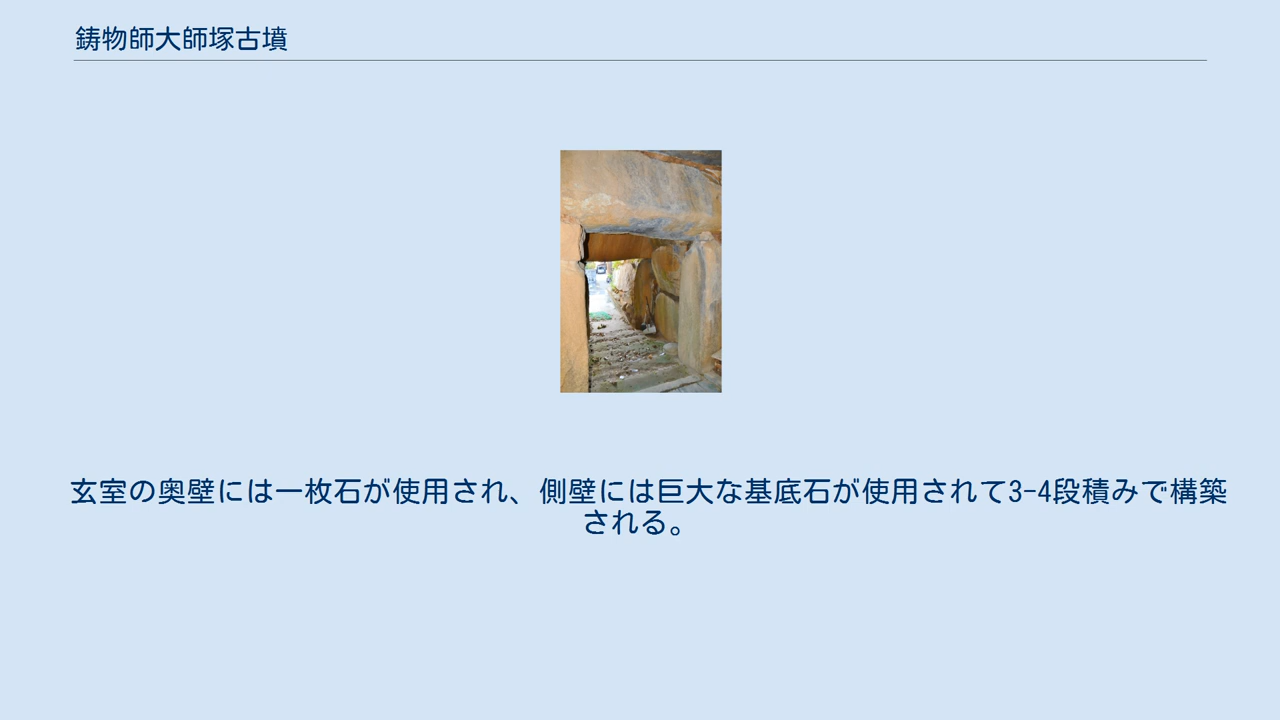 鋳物師大師塚古墳
玄室の奥壁には一枚石が使用され、側壁には巨大な基底石が使用されて3-4段積みで構築
される。